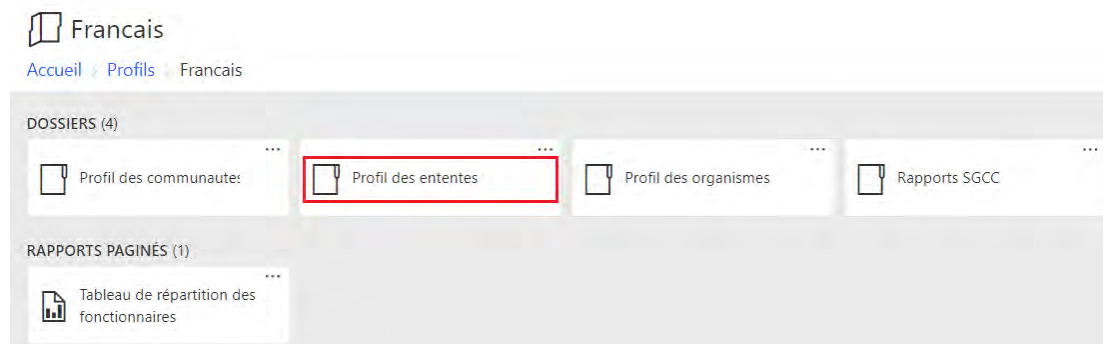 Francais
Accueil Profils Francais
DOSSIERS (4)
... ... ... ...
Profil des communautes Profil des ententes Profil des organismes Rapports SGCC
RAPPORTS PAGINÉS (1)
...
Tableau de répartition des
fonctionnaires